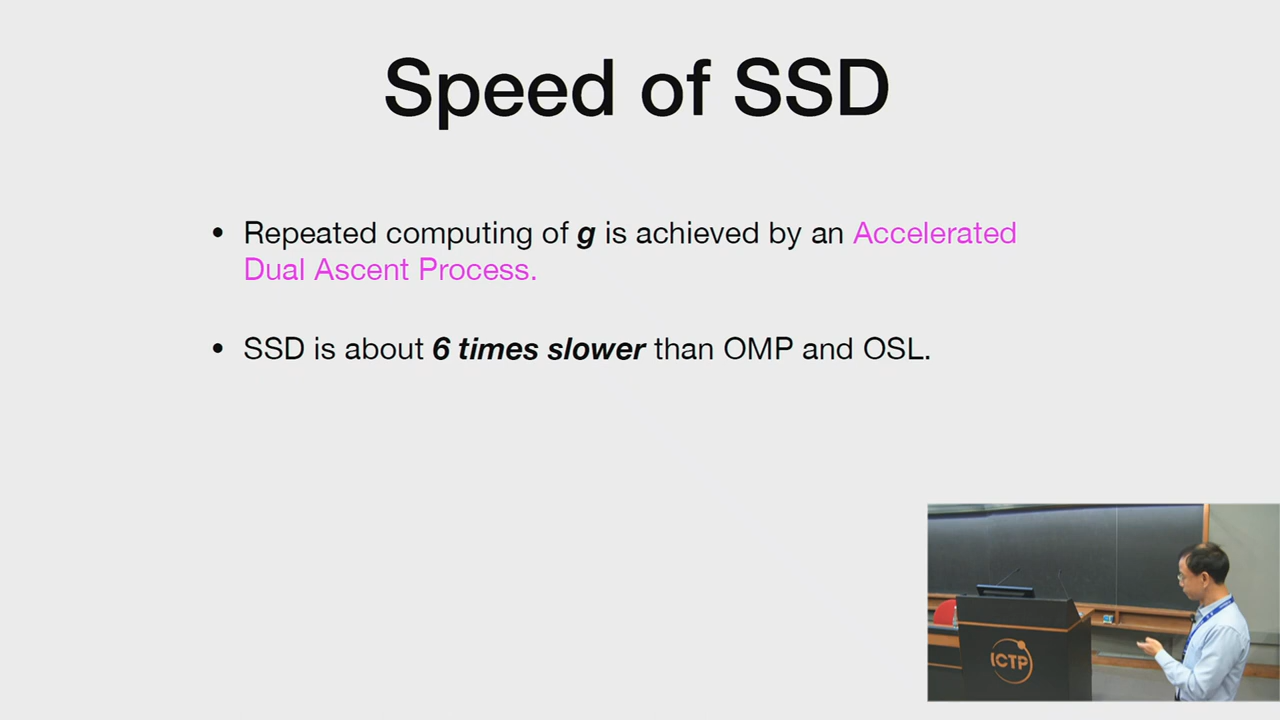 Speed of SSD
• Repeated computing of g is achieved by an Accelerated
Dual Ascent Process.
• SSD is about 6 times slower than OMP and OSL.
ICTP